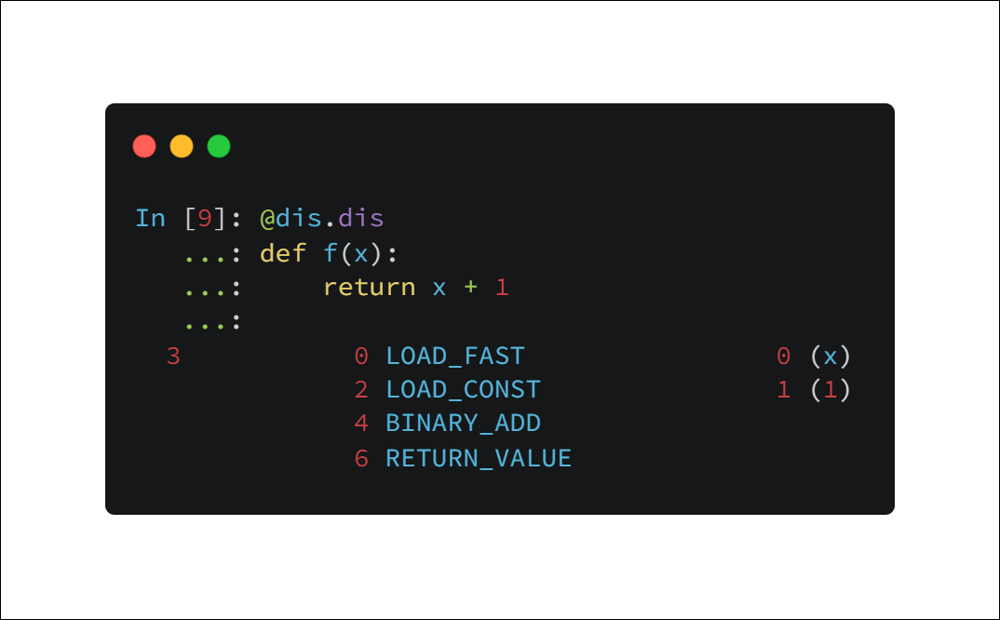 In [9]: @dis.dis
   ...: def f(x):
   ...:     return x + 1
   ...:
  3           0 LOAD_FAST                0 (x)
              2 LOAD_CONST               1 (1)
              4 BINARY_ADD
              6 RETURN_VALUE